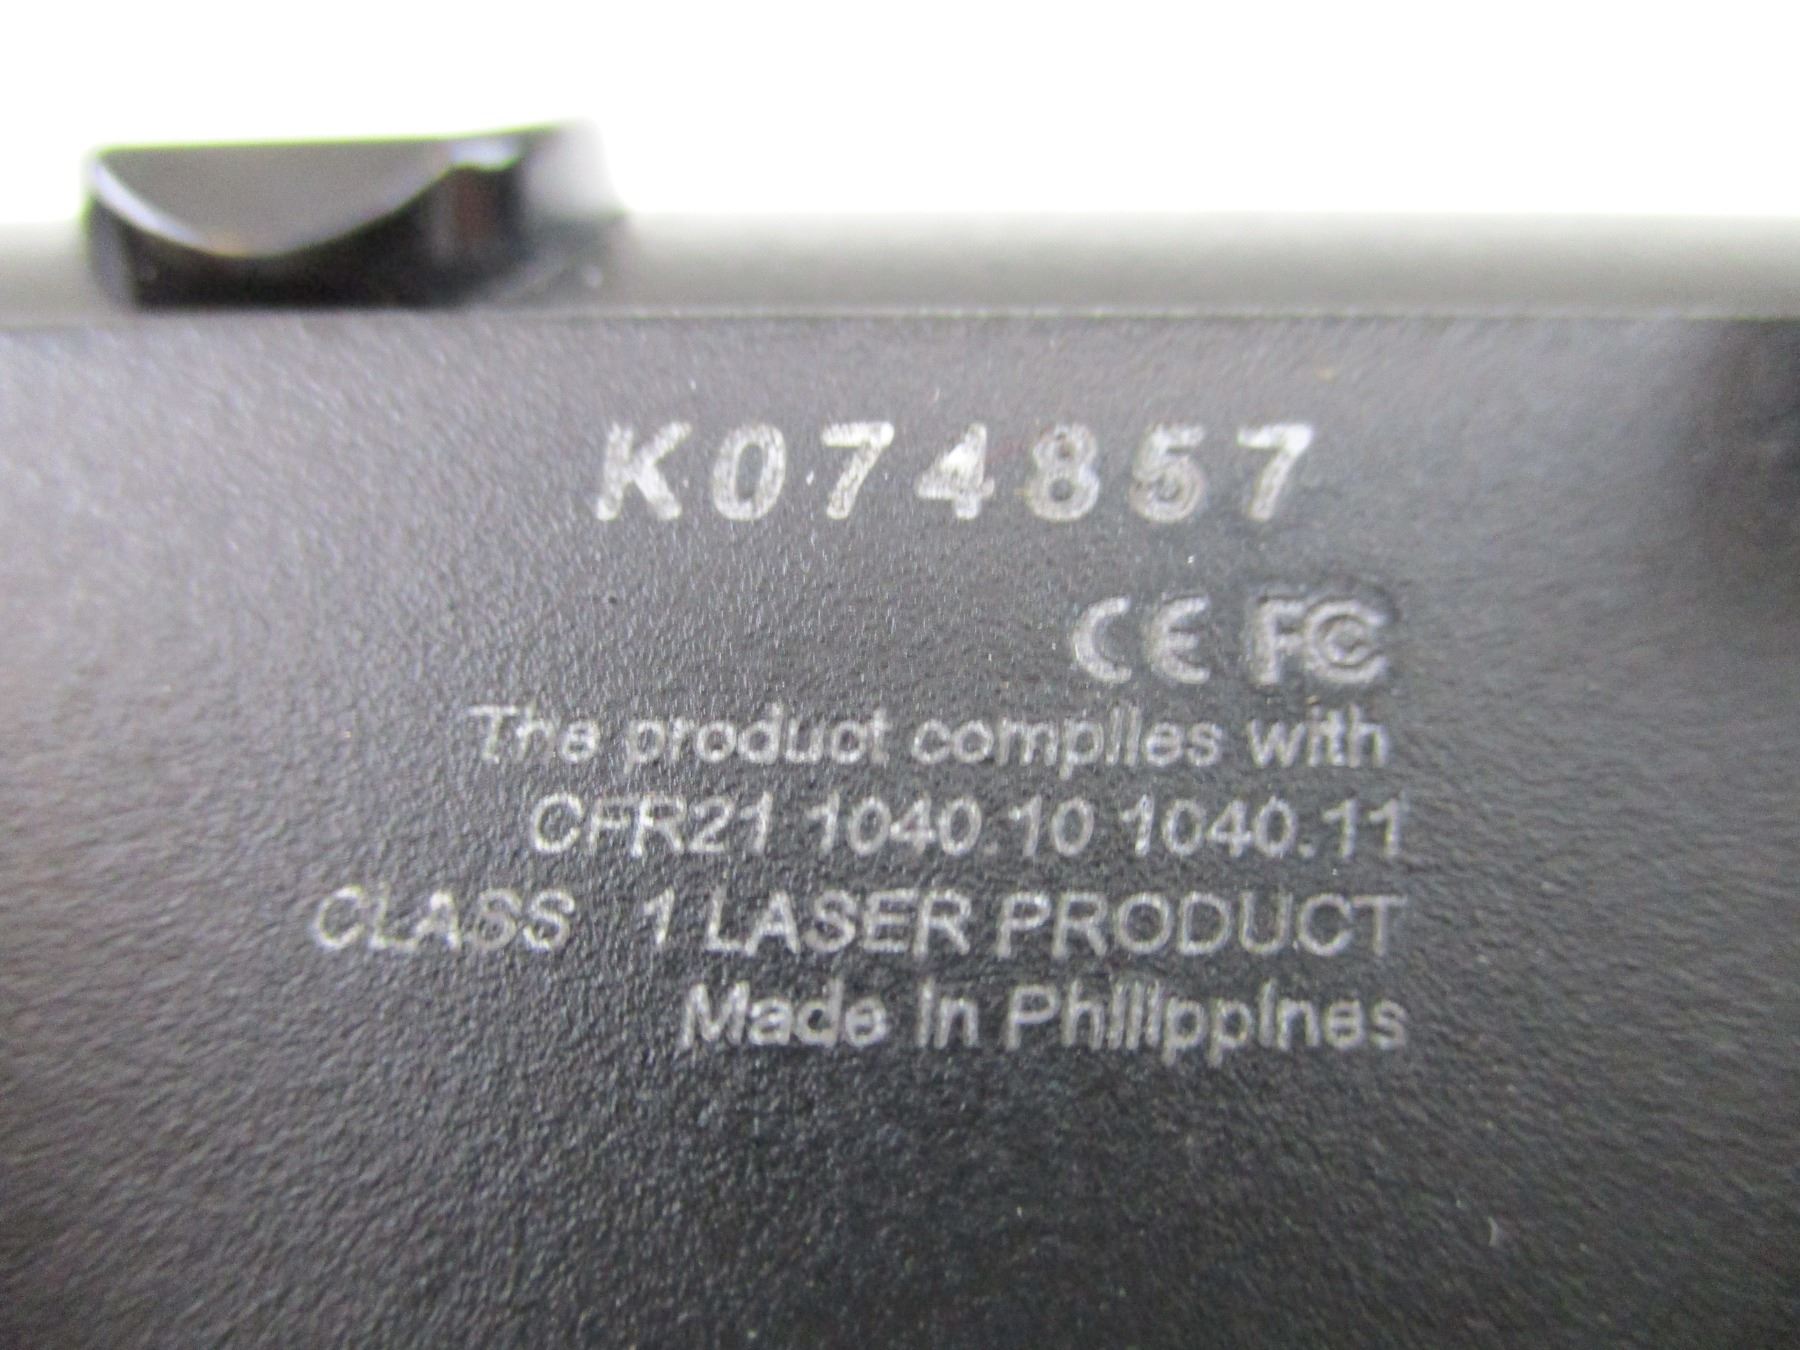 K074857
CE FC
The product complies with
CFR21 1040.10 1040.11
CLASS 1 LASER PRODUCT
Made in Philippines